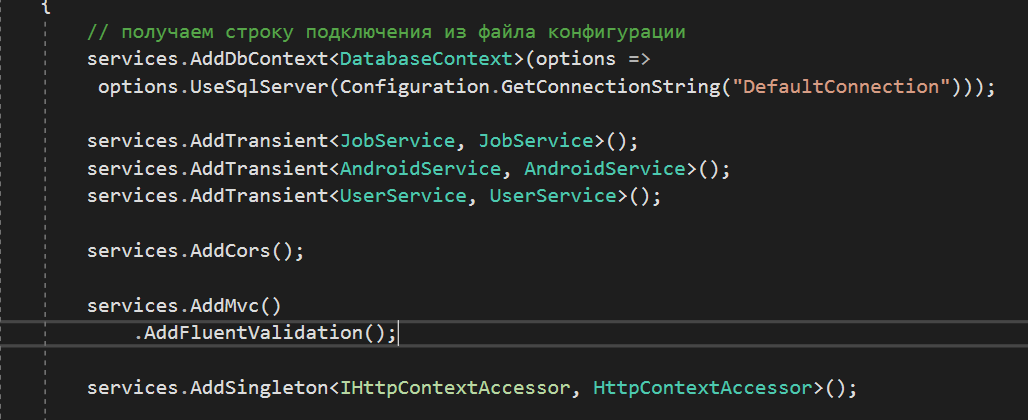 {
// получаем строку подключения из файла конфигурации
services.AddDbContext<DatabaseContext>(options =>
options.UseSqlServer(Configuration.GetConnectionString("DefaultConnection")));
services.AddTransient<JobService, JobService>();
services.AddTransient<AndroidService, AndroidService>();
services.AddTransient<UserService, UserService>();
services.AddCors();
services.AddMvc()
.AddFluentValidation();
services.AddSingleton<IHttpContextAccessor, HttpContextAccessor>();